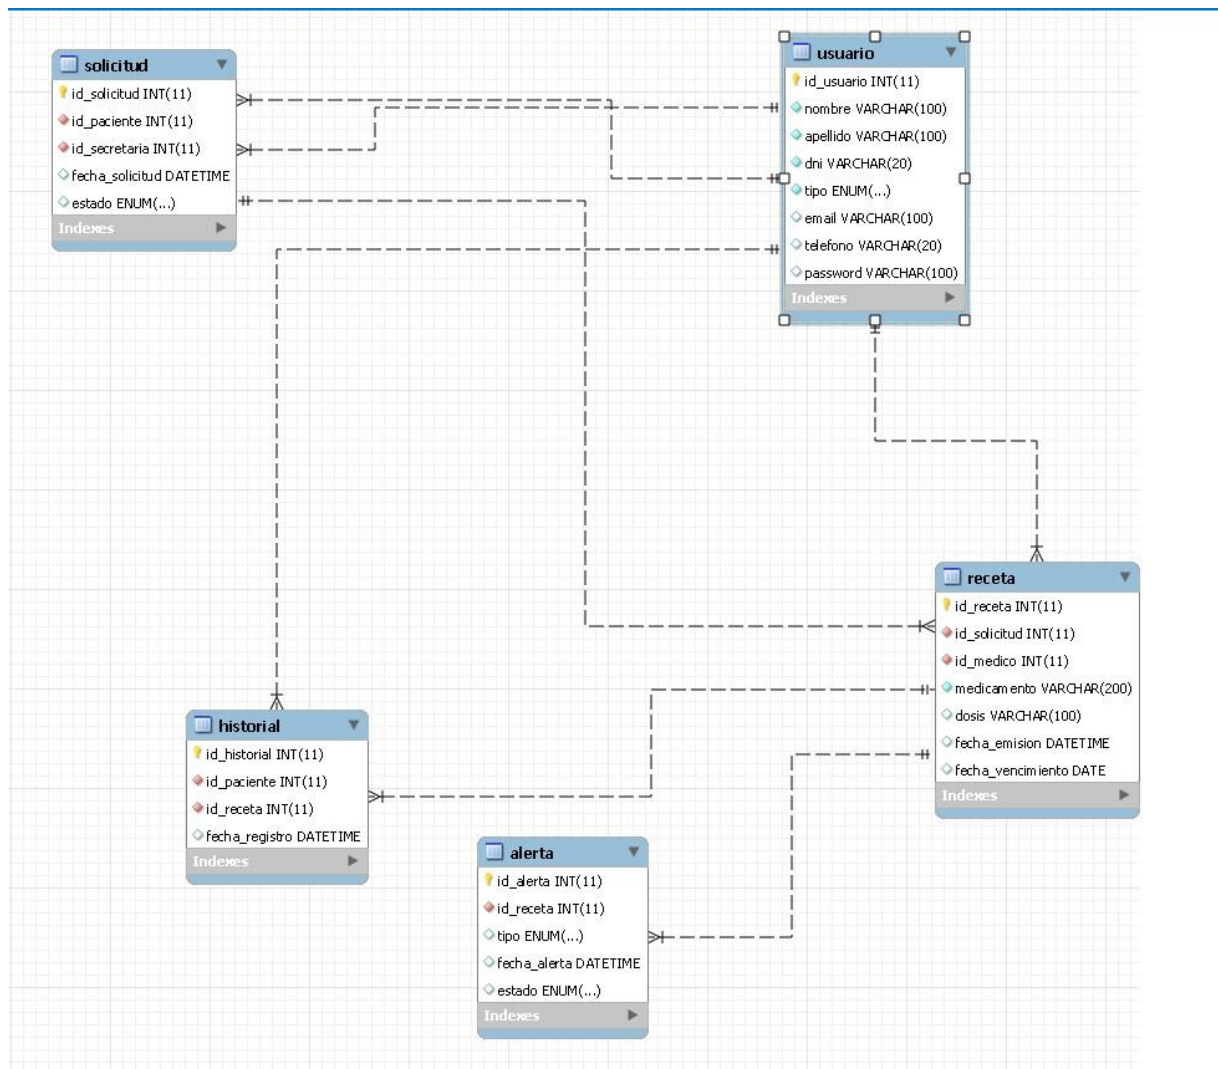 solicitud
id_solicitud INT(11)
id_paciente INT(11)
id_secretaria INT(11)
fecha_solicitud DATETIME
estado ENUM(...)
Indexes
usuario
id_usuario INT(11)
nombre VARCHAR(100)
apellido VARCHAR(100)
dni VARCHAR(20)
tipo ENUM(...)
email VARCHAR(100)
telefono VARCHAR(20)
password VARCHAR(100)
Indexes
receta
id_receta INT(11)
id_solicitud INT(11)
id_medico INT(11)
medicamento VARCHAR(200)
dosis VARCHAR(100)
fecha_emision DATETIME
fecha_vencimiento DATE
Indexes
historial
id_historial INT(11)
id_paciente INT(11)
id_receta INT(11)
fecha_registro DATETIME
Indexes
alerta
id_alerta INT(11)
id_receta INT(11)
tipo ENUM(...)
fecha_alerta DATETIME
estado ENUM(...)
Indexes